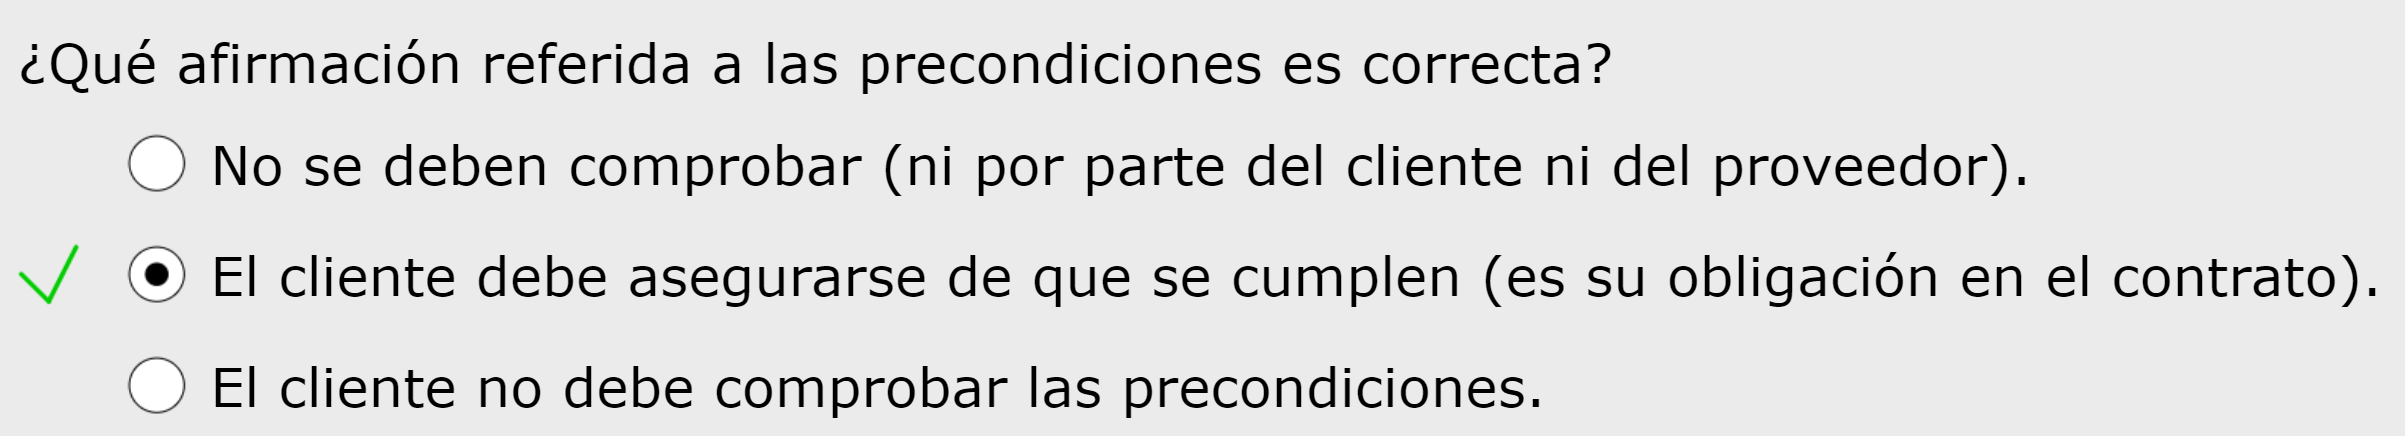 ¿Qué afirmación referida a las precondiciones es correcta?
No se deben comprobar (ni por parte del cliente ni del proveedor).
El cliente debe asegurarse de que se cumplen (es su obligación en el contrato).
El cliente no debe comprobar las precondiciones.